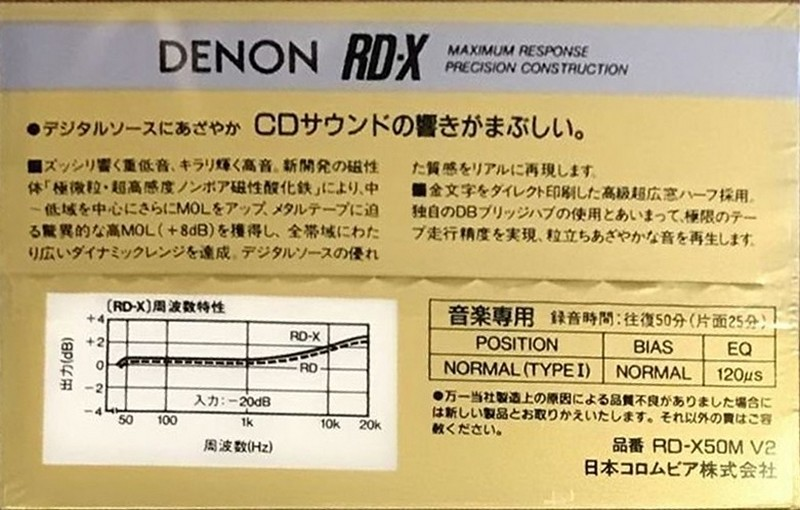 DENON RD-X MAXIMUM RESPONSE
PRECISION CONSTRUCTION
●デジタルソースにあざやか CDサウンドの響きがまぶしい。
■ズッシリ響く重低音、キラリ輝く高音。新開発の磁性
体「極微粒・超高感度ノンポア磁性酸化鉄」により、中
〜低域を中心にさらにMOLをアップ。メタルテープに迫
る驚異的な高MOL(+8dB)を獲得し、全帯域にわた
り広いダイナミックレンジを達成。デジタルソースの優れ
た質感をリアルに再現します。
■金文字をダイレクト印刷した高級超広窓ハーフ採用。
独自のDBブリッジハブの使用とあいまって、極限のテー
プ走行精度を実現、粒立ちあざやかな音を再生します。
〔RD-X〕周波数特性
出力(dB)
+4
+2
0
-2
-4
RD-X
RD
入力:-20dB
50 100 1k 10k 20k
周波数(Hz)
音楽専用 録音時間:往復50分(片面25分)
POSITION BIAS EQ
NORMAL(TYPE I) NORMAL 120μs
●万一当社製造上の原因による品質不良がありました場合に
は新しい製品とお取りかえいたします。それ以外の責はご容
赦ください。
品番 RD-X50M V2
日本コロムビア株式会社